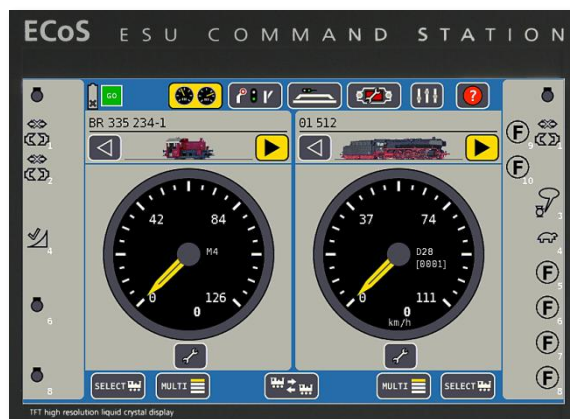 ECoS ESU COMMAND STATION
GO
?
BR 335 234-1
01 512
42 84
M4
0 126
0
37 74
D28
[0001]
0 111
0
km/h
1
2
4
6
8
F 9
1
F 10
3
4
F 5
F 6
F 7
F 8
SELECT
MULTI
MULTI
SELECT
TFT high resolution liquid crystal display